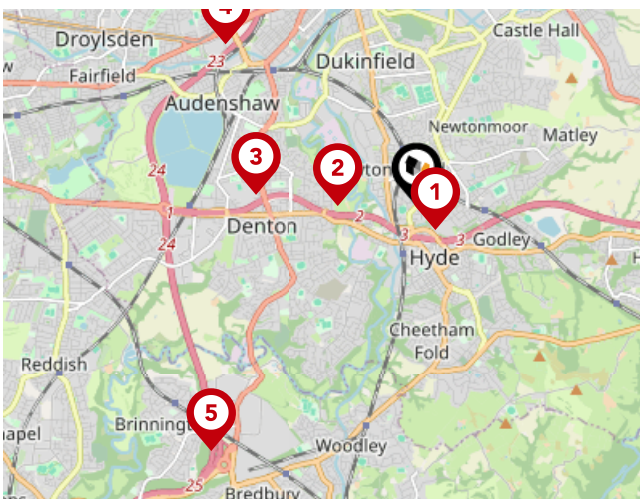 4
Castle Hall
Droylsden
23
Dukinfield
Fairfield
Audenshaw
Newtonmoor
Matley
3
2
1
24
1
2
Denton
3
3
Godley
24
Hyde
Cheetham
Fold
Reddish
5
Brinningt
apel
Woodley
25
Bredbury